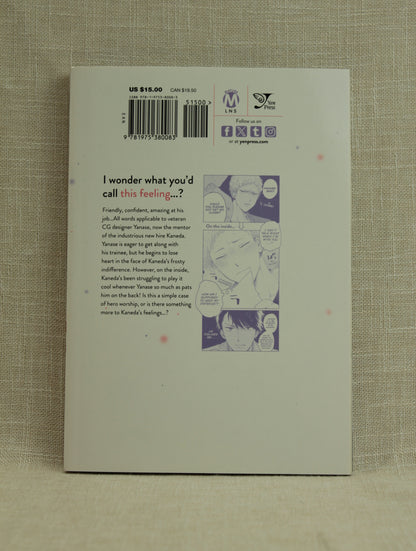 US $15.00 CAN $19.50
51500
9 781975 380083
M
LNS
Yen
Press
Follow us on
or at yenpress.com
I wonder what you'd
call this feeling...?
Friendly, confident, amazing at his
job...All words applicable to veteran
CG designer Yanase, now the mentor
of the industrious new hire Kaneda.
Yanase is eager to get along with
his trainee, but he begins to lose
heart in the face of Kaneda's frosty
indifference. However, on the inside,
Kaneda's been struggling to play it
cool whenever Yanase so much as pats
him on the back! Is this a simple case
of hero worship, or is there something
more to Kaneda's feelings...?
On the inside...